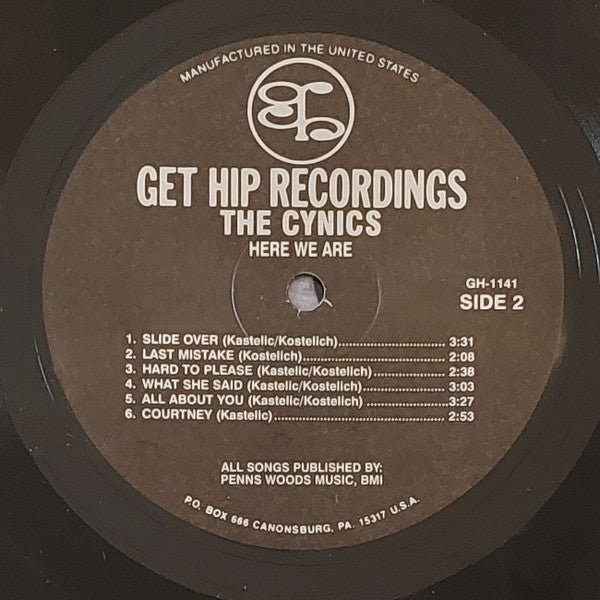 MANUFACTURED IN THE UNITED STATES
GET HIP RECORDINGS
THE CYNICS
HERE WE ARE
GH-1141
SIDE 2
1. SLIDE OVER (Kastelic/Kostelich)................................ 3:31
2. LAST MISTAKE (Kostelich)........................................... 2:08
3. HARD TO PLEASE (Kastelic/Kostelich)..................... 2:38
4. WHAT SHE SAID (Kastelic/Kostelich)........................ 3:03
5. ALL ABOUT YOU (Kastelic/Kostelich)........................3:27
6. COURTNEY (Kastelic).................................................. 2:53
ALL SONGS PUBLISHED BY:
PENNS WOODS MUSIC, BMI
P.O. BOX 666 CANONSBURG, PA. 15317 U.S.A.